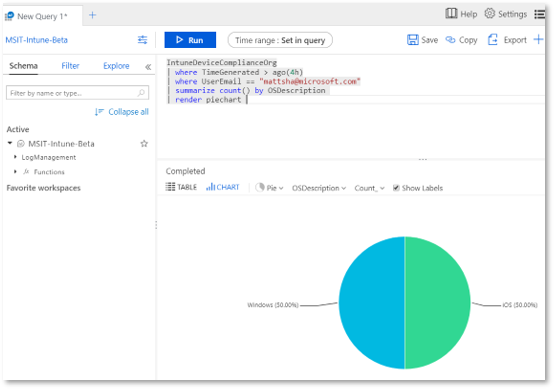 New Query 1*
Help
Settings
MSIT-Intune-Beta
Run
Time range : Set in query
Save
Copy
Export
Schema
Filter
Explore
Filter by name or type...
Collapse all
Active
MSIT-Intune-Beta
LogManagement
fx Functions
Favorite workspaces
IntuneDeviceComplianceOrg
| where TimeGenerated > ago(4h)
| where UserEmail == "mattsha@microsoft.com"
| summarize count() by OSDescription
| render piechart
Completed
TABLE
CHART
Pie
OSDescription
Count_
Show Labels
Windows (50.00%)
iOS (50.00%)